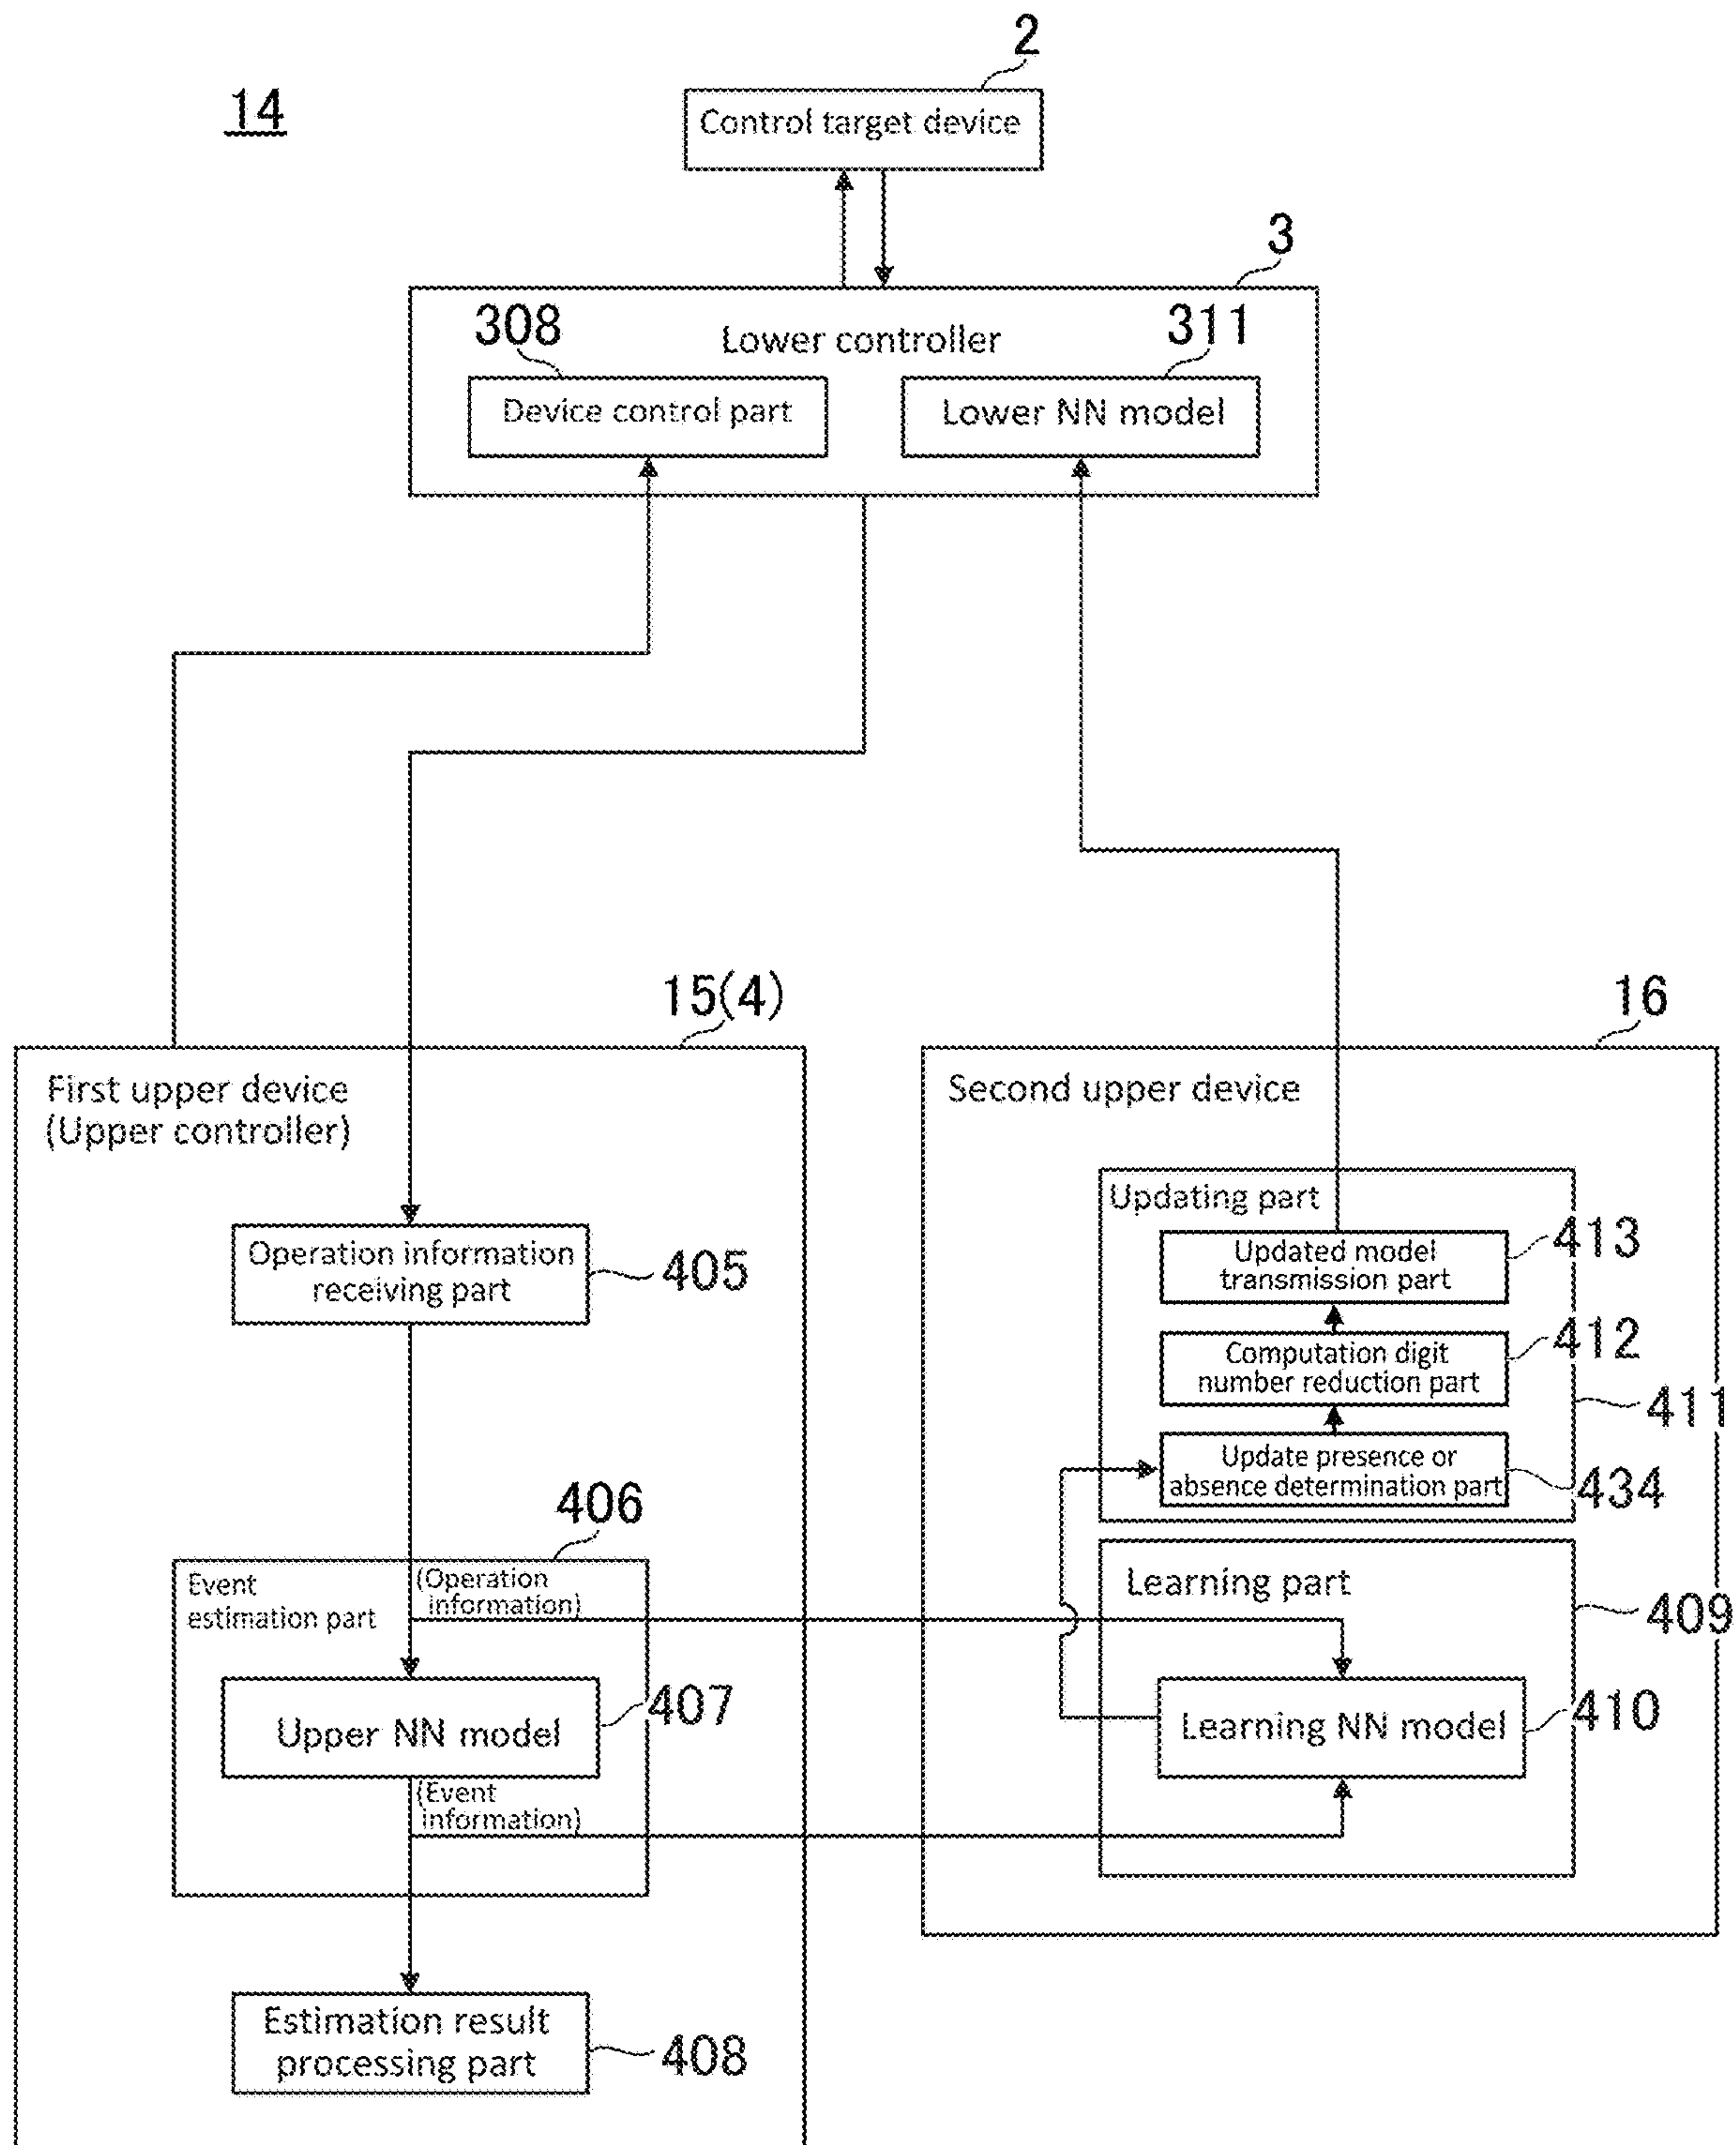 2
14
Control target device
3
308
Lower controller
311
Device control part
Lower NN model
15(4)
16
First upper device
(Upper controller)
Second upper device
Updating part
Operation information
receiving part
405
Updated model
transmission part
413
Computation digit
number reduction part
412
411
Update presence or
absence determination part
434
406
Event
estimation part
(Operation
information)
Learning part
409
Upper NN model
407
Learning NN model
410
(Event
information)
Estimation result
processing part
408